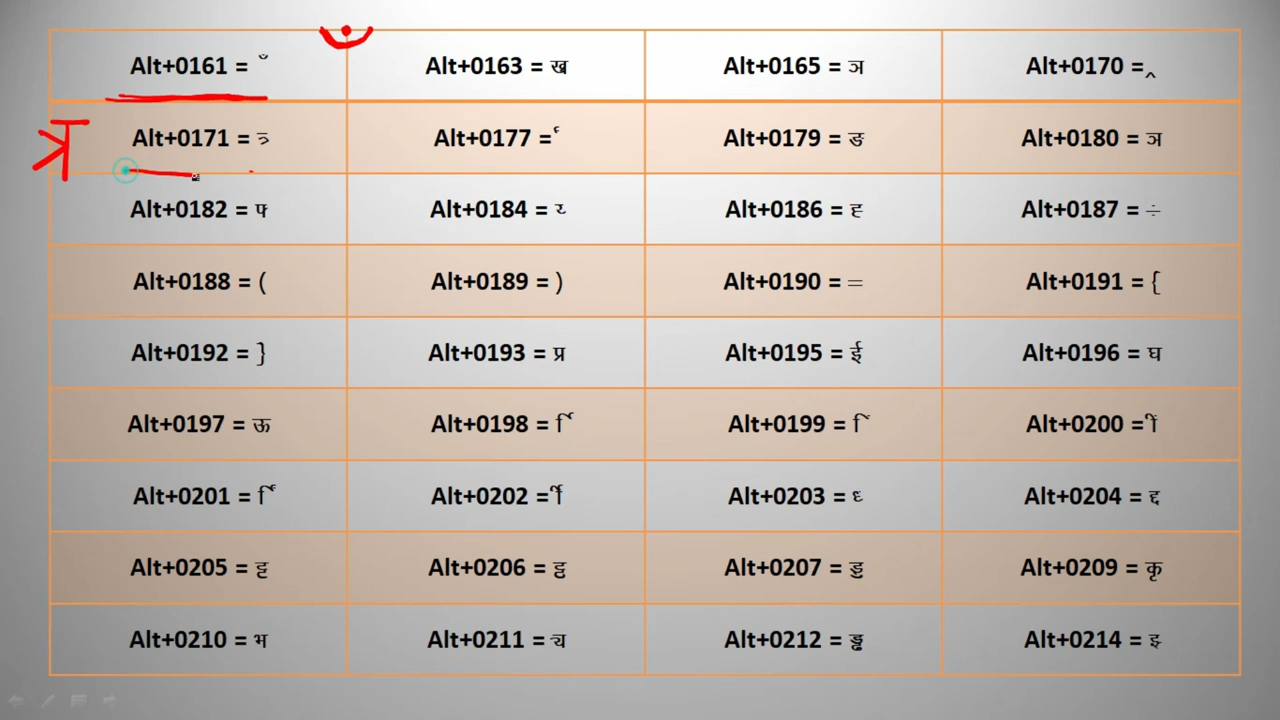 Alt+0161 = ँ Alt+0163 = ख Alt+0165 = ञ Alt+0170 =‸
त्र
Alt+0171 = Alt+0177 = Alt+0179 = ङ Alt+0180 = ञ
Alt+0182 = फ Alt+0184 = Alt+0186 = ह Alt+0187 = ÷
Alt+0188 = ( Alt+0189 = ) Alt+0190 = = Alt+0191 = {
Alt+0192 = } Alt+0193 = प्र Alt+0195 = ई Alt+0196 = घ
Alt+0197 = ऊ Alt+0198 = Alt+0199 = Alt+0200 =
Alt+0201 = Alt+0202 = Alt+0203 = Alt+0204 = द्द
Alt+0205 = ट्ट Alt+0206 = ट्ठ Alt+0207 = ड्ड Alt+0209 = कृ
Alt+0210 = भ Alt+0211 = Alt+0212 = Alt+0214 =